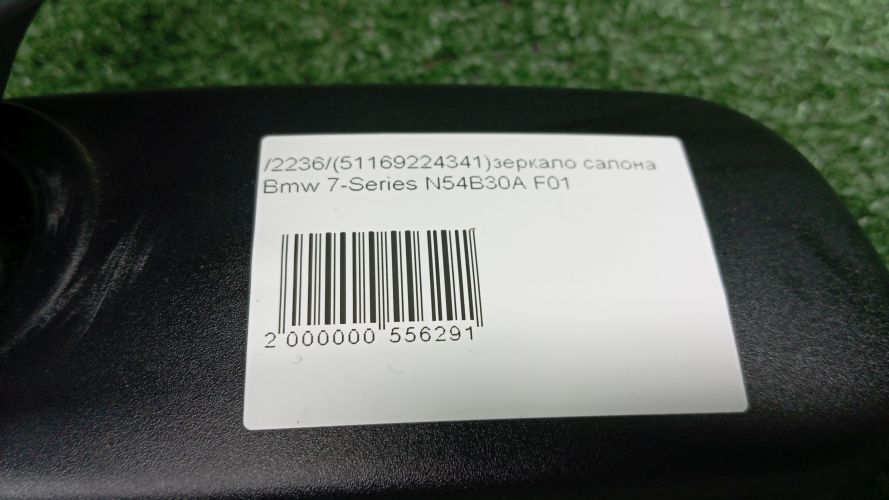 /2236/(51169224341)зеркало салона
Bmw 7-Series N54B30A F01
2 000000 556291